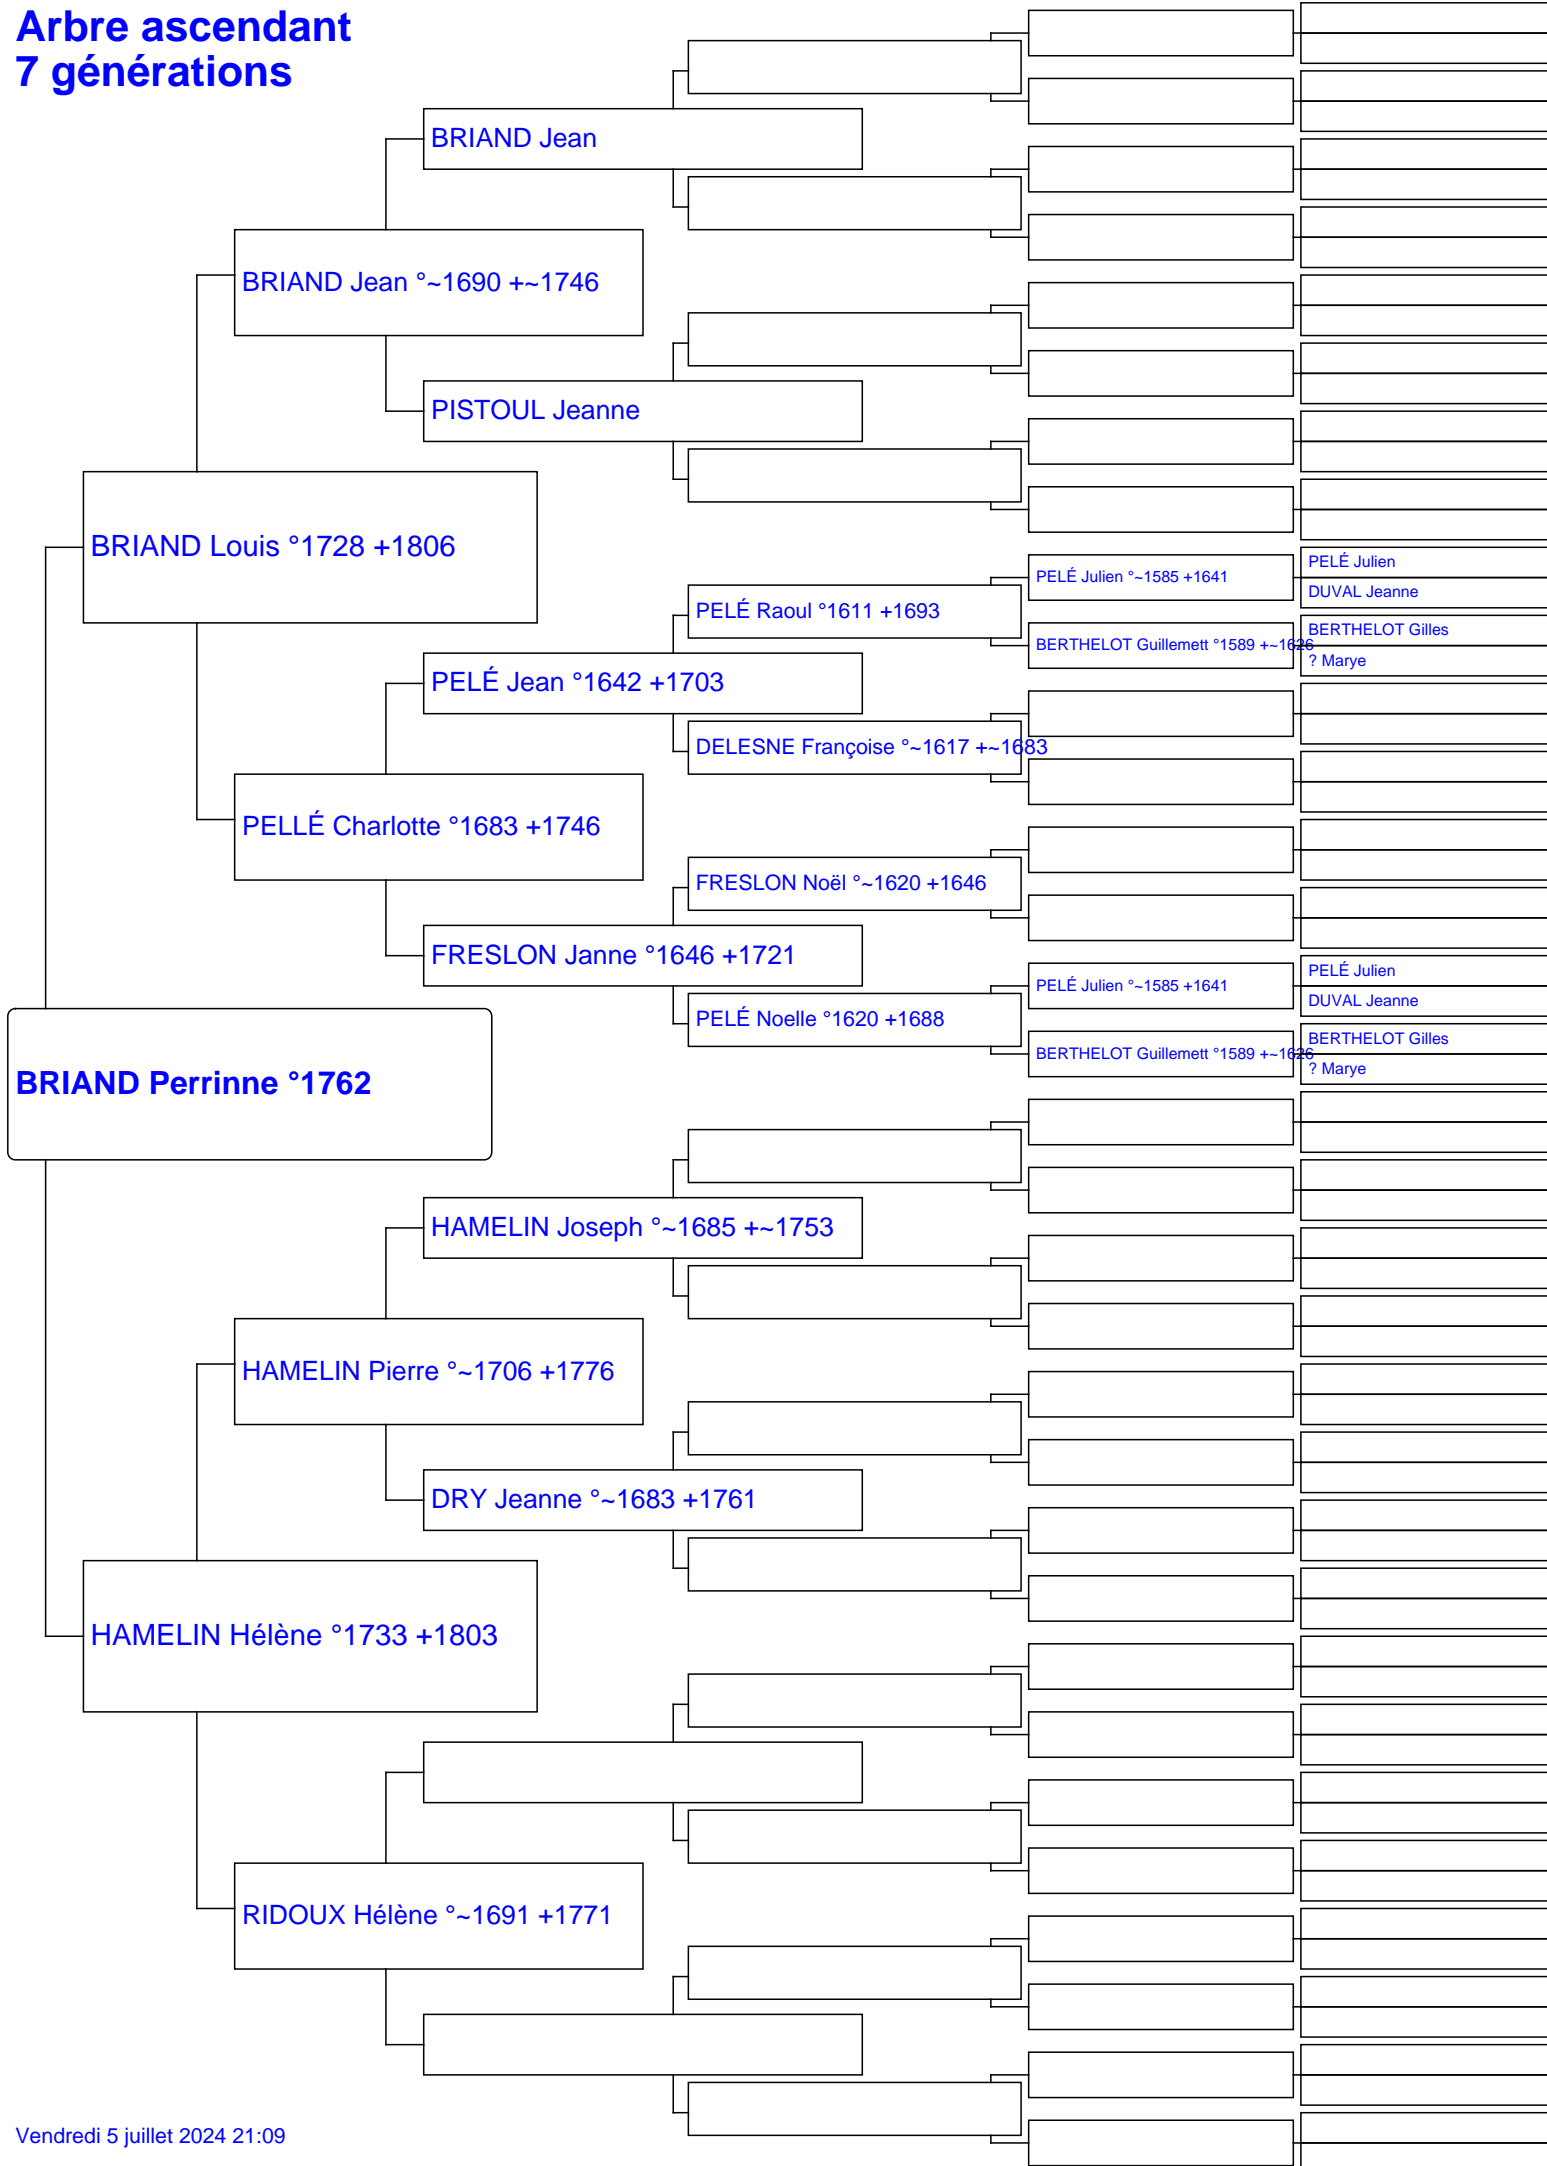 Arbre ascendant
7 générations
BRIAND Jean
BRIAND Jean °~1690 +~1746
PISTOUL Jeanne
BRIAND Louis °1728 +1806
PELÉ Julien °~1585 +1641
PELÉ Julien
DUVAL Jeanne
PELÉ Raoul °1611 +1693
BERTHELOT Guillemett °1589 +~1626
BERTHELOT Gilles
? Marye
PELÉ Jean °1642 +1703
DELESNE Françoise °~1617 +~1683
PELLÉ Charlotte °1683 +1746
FRESLON Noël °~1620 +1646
FRESLON Janne °1646 +1721
PELÉ Julien °~1585 +1641
PELÉ Julien
DUVAL Jeanne
PELÉ Noelle °1620 +1688
BERTHELOT Guillemett °1589 +~1626
BERTHELOT Gilles
? Marye
BRIAND Perrinne °1762
HAMELIN Joseph °~1685 +~1753
HAMELIN Pierre °~1706 +1776
DRY Jeanne °~1683 +1761
HAMELIN Hélène °1733 +1803
RIDOUX Hélène °~1691 +1771
Vendredi 5 juillet 2024 21:09